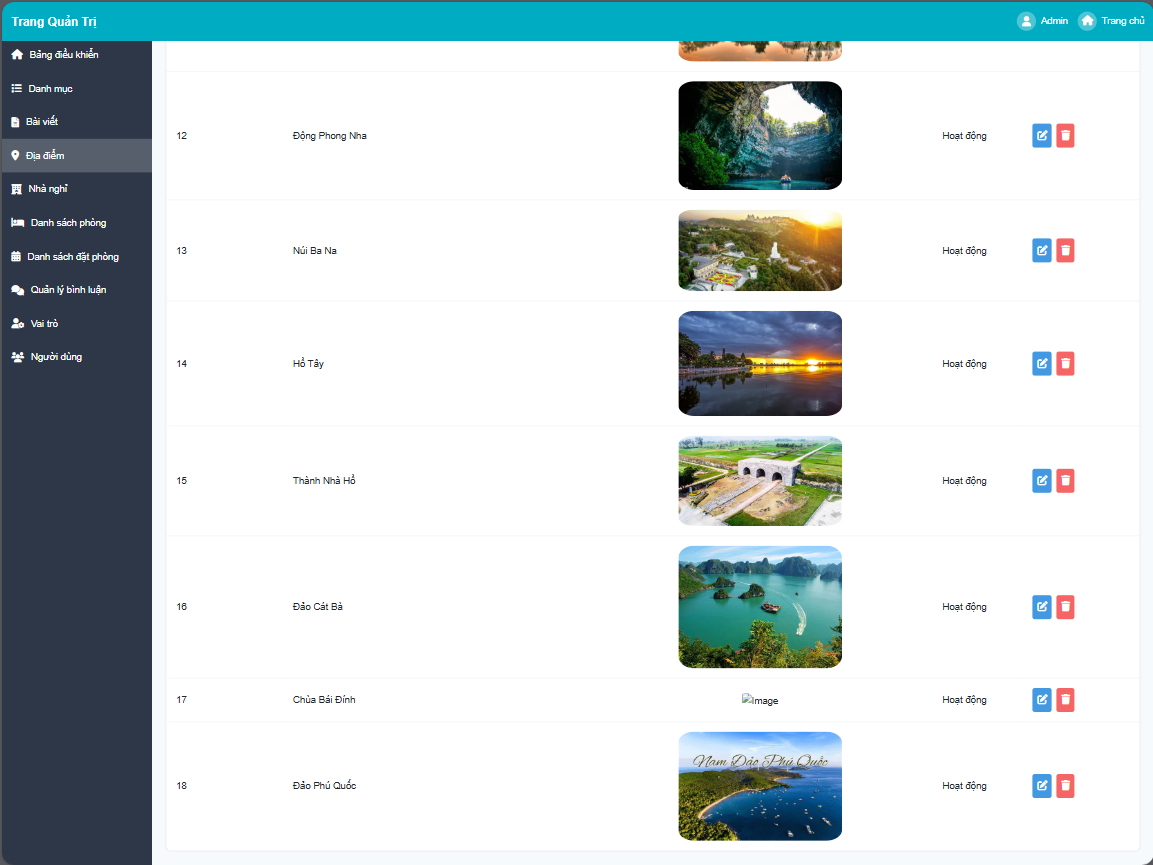 Trang Quản Trị
Admin
Trang chủ
Bảng điều khiển
Danh mục
Bài viết
Địa điểm
Nhà nghỉ
Danh sách phòng
Danh sách đặt phòng
Quản lý bình luận
Vai trò
Người dùng
12 Động Phong Nha Hoạt động
13 Núi Ba Na Hoạt động
14 Hồ Tây Hoạt động
15 Thành Nhà Hồ Hoạt động
16 Đảo Cát Bà Hoạt động
17 Chùa Bái Đính Image Hoạt động
Nam Đảo Phú Quốc
18 Đảo Phú Quốc Hoạt động